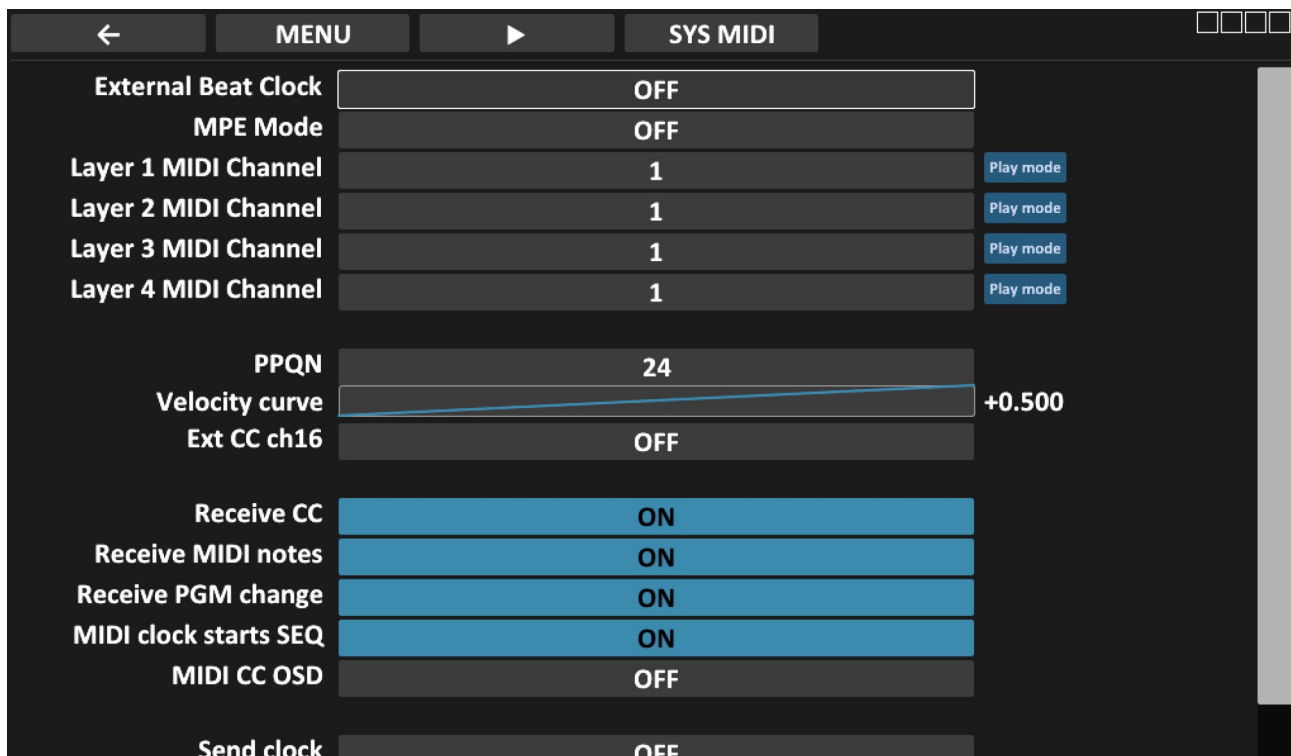 ← MENU ▶ SYS MIDI
External Beat Clock OFF
MPE Mode OFF
Layer 1 MIDI Channel 1 Play mode
Layer 2 MIDI Channel 1 Play mode
Layer 3 MIDI Channel 1 Play mode
Layer 4 MIDI Channel 1 Play mode
PPQN 24
Velocity curve +0.500
Ext CC ch16 OFF
Receive CC ON
Receive MIDI notes ON
Receive PGM change ON
MIDI clock starts SEQ ON
MIDI CC OSD OFF
Send clock OFF